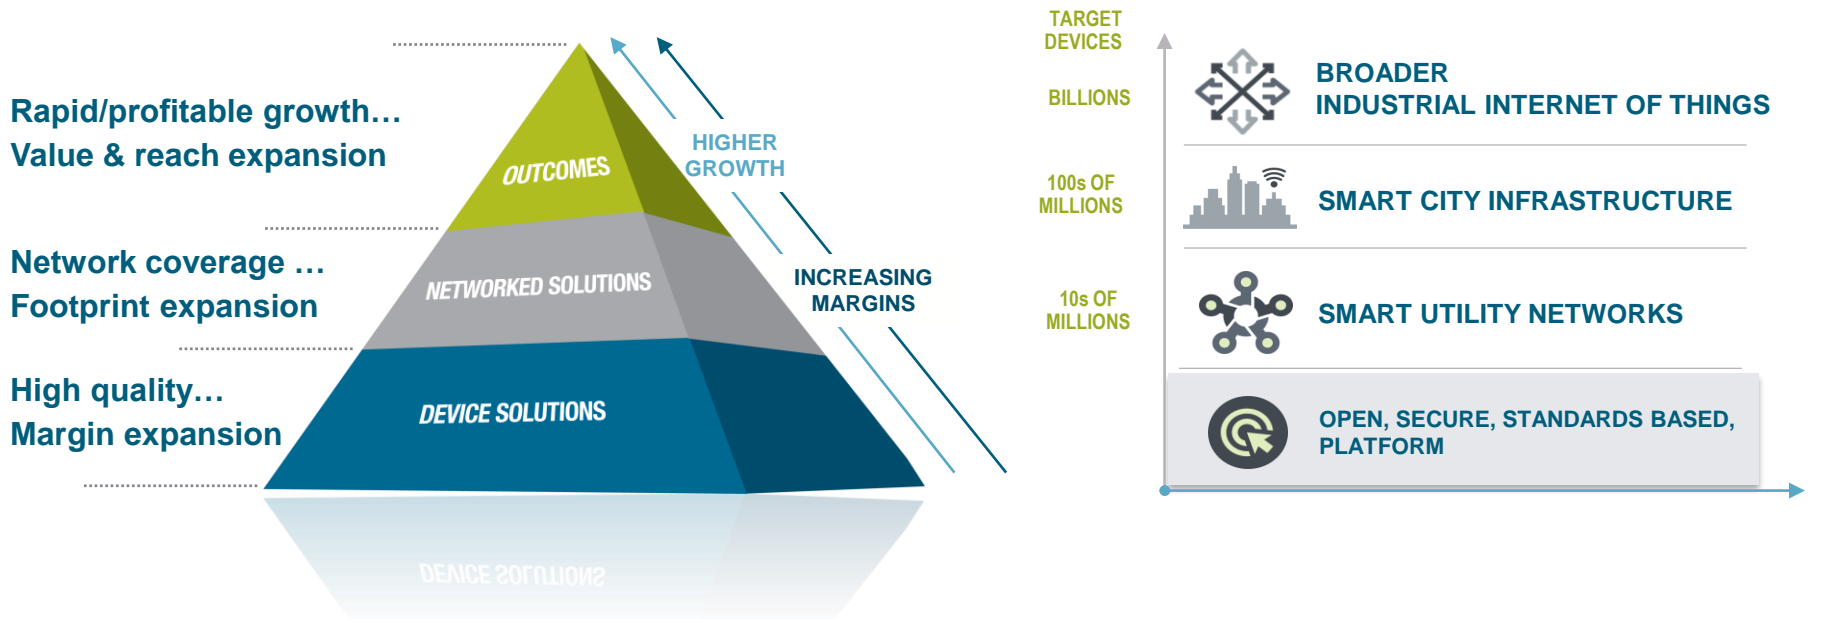 Rapid/profitable growth…
Value & reach expansion
Network coverage …
Footprint expansion
High quality…
Margin expansion
OUTCOMES
NETWORKED SOLUTIONS
DEVICE SOLUTIONS
DEVICE SOLUTIONS
HIGHER
GROWTH
INCREASING
MARGINS
TARGET
DEVICES
BILLIONS
BROADER
INDUSTRIAL INTERNET OF THINGS
100s OF
MILLIONS
SMART CITY INFRASTRUCTURE
10s OF
MILLIONS
SMART UTILITY NETWORKS
OPEN, SECURE, STANDARDS BASED,
PLATFORM